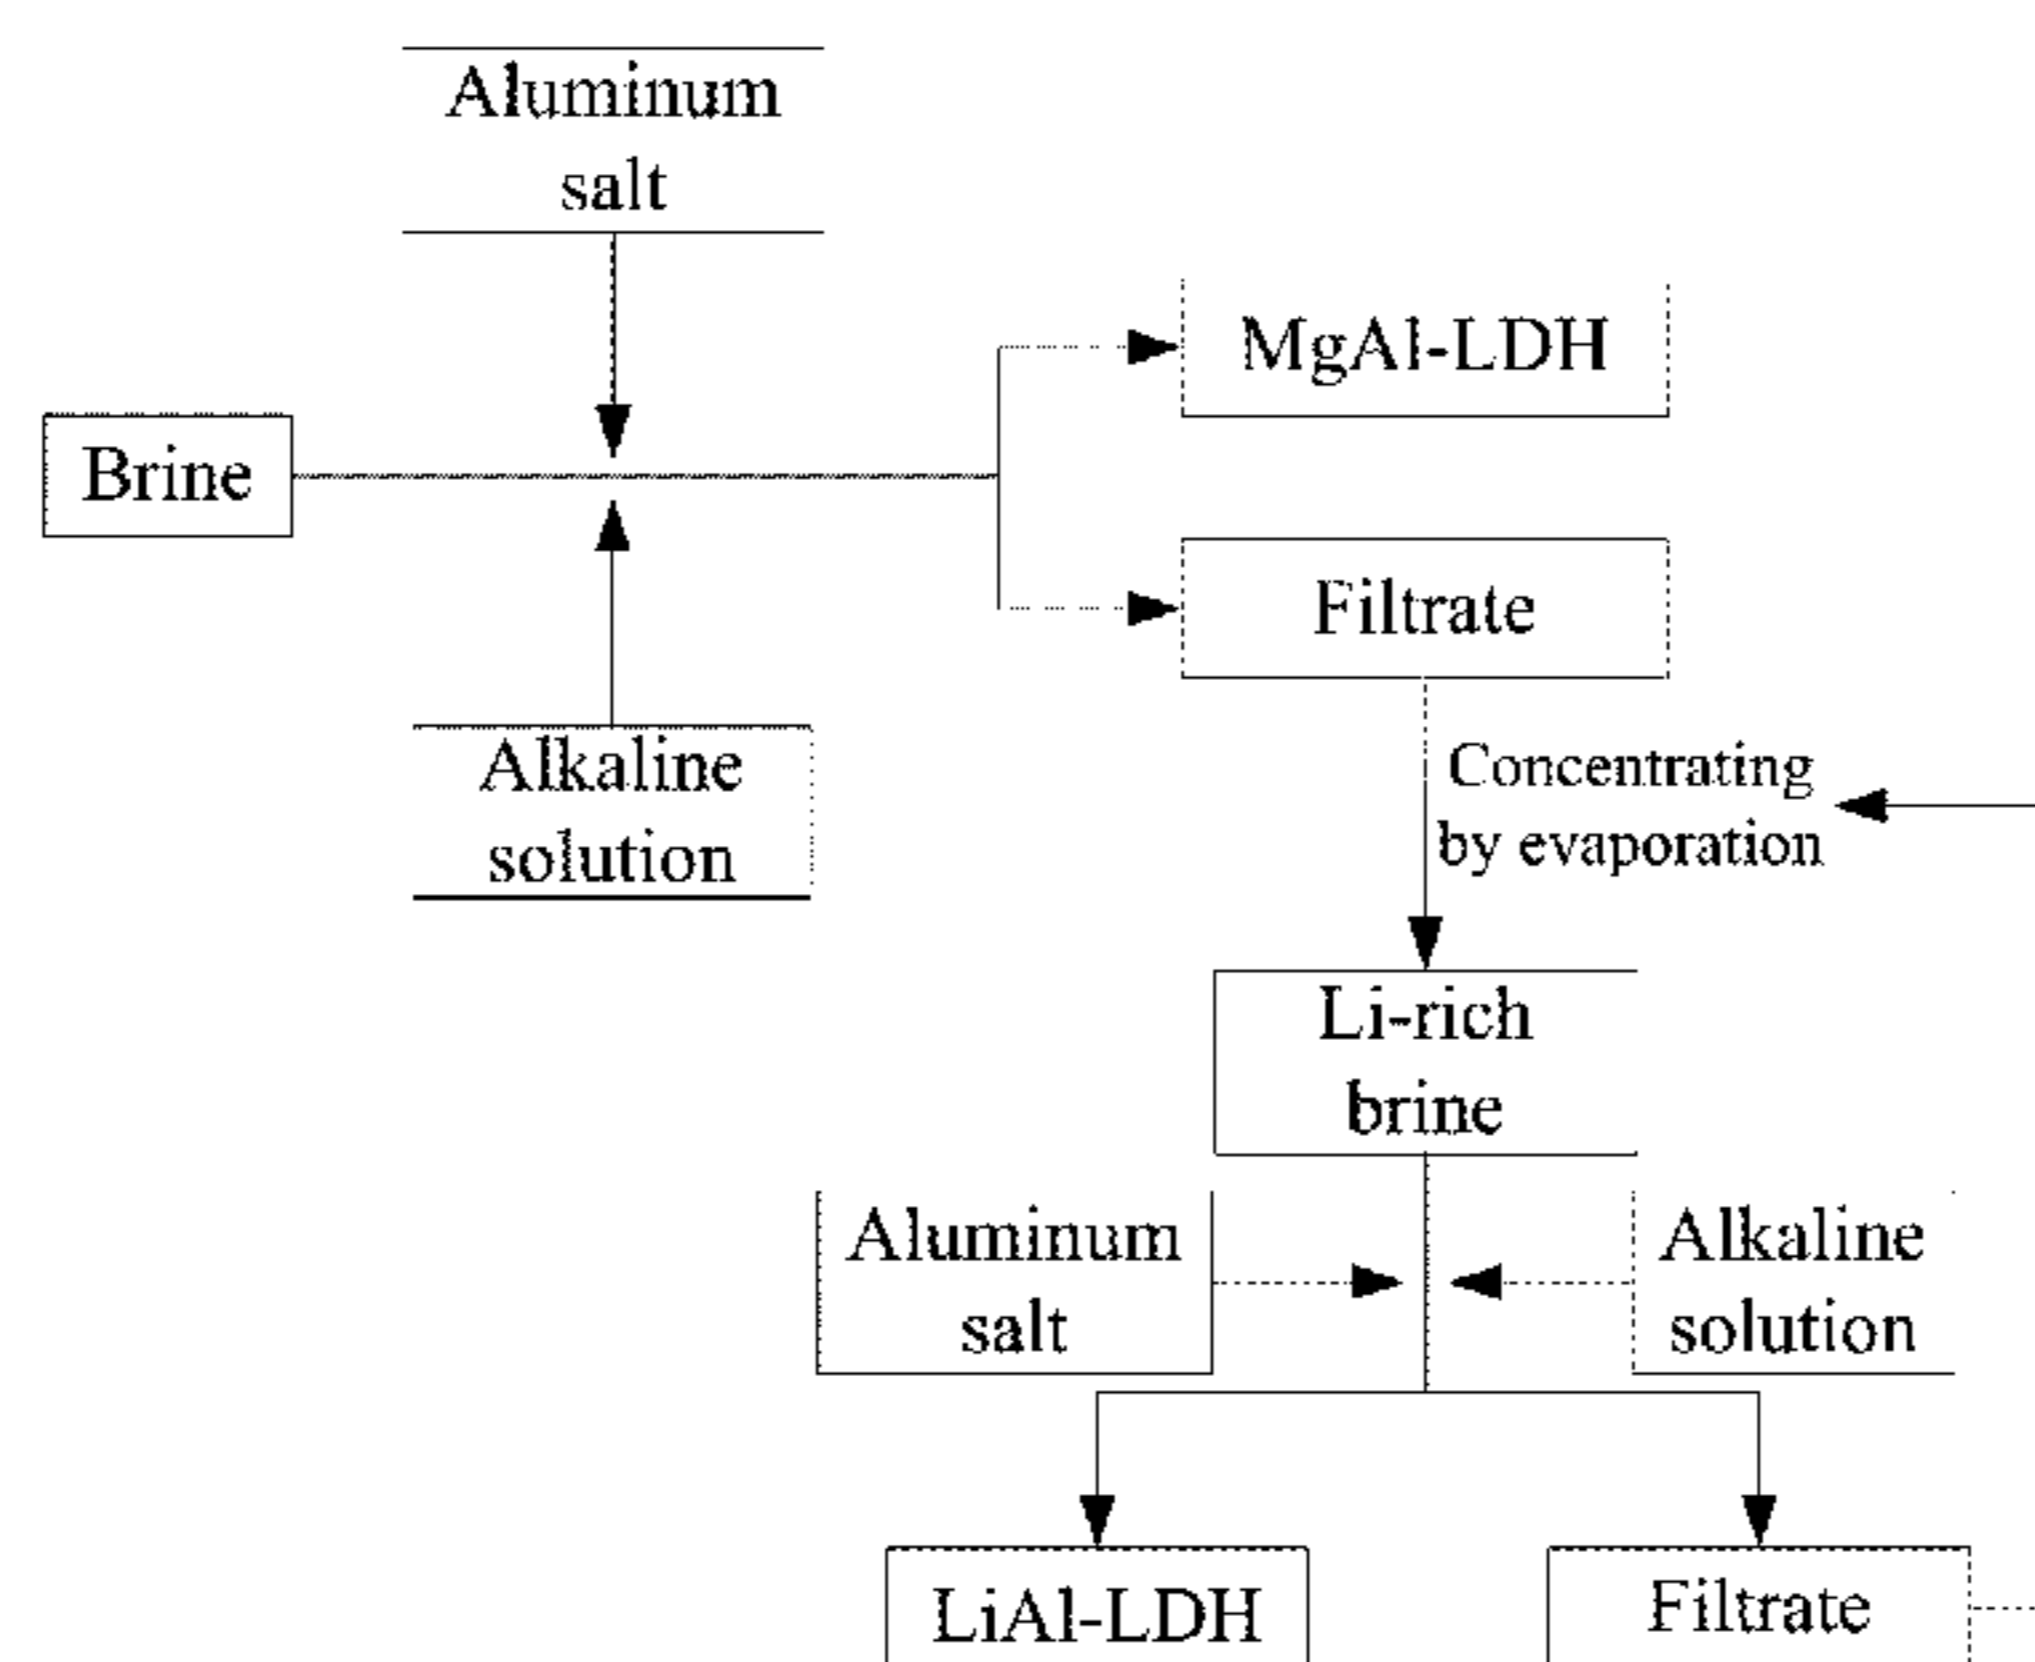 Aluminum
salt
MgAl-LDH
Brine
Filtrate
Alkaline
solution
Concentrating
by evaporation
Li-rich
brine
Aluminum
salt
Alkaline
solution
LiAl-LDH
Filtrate